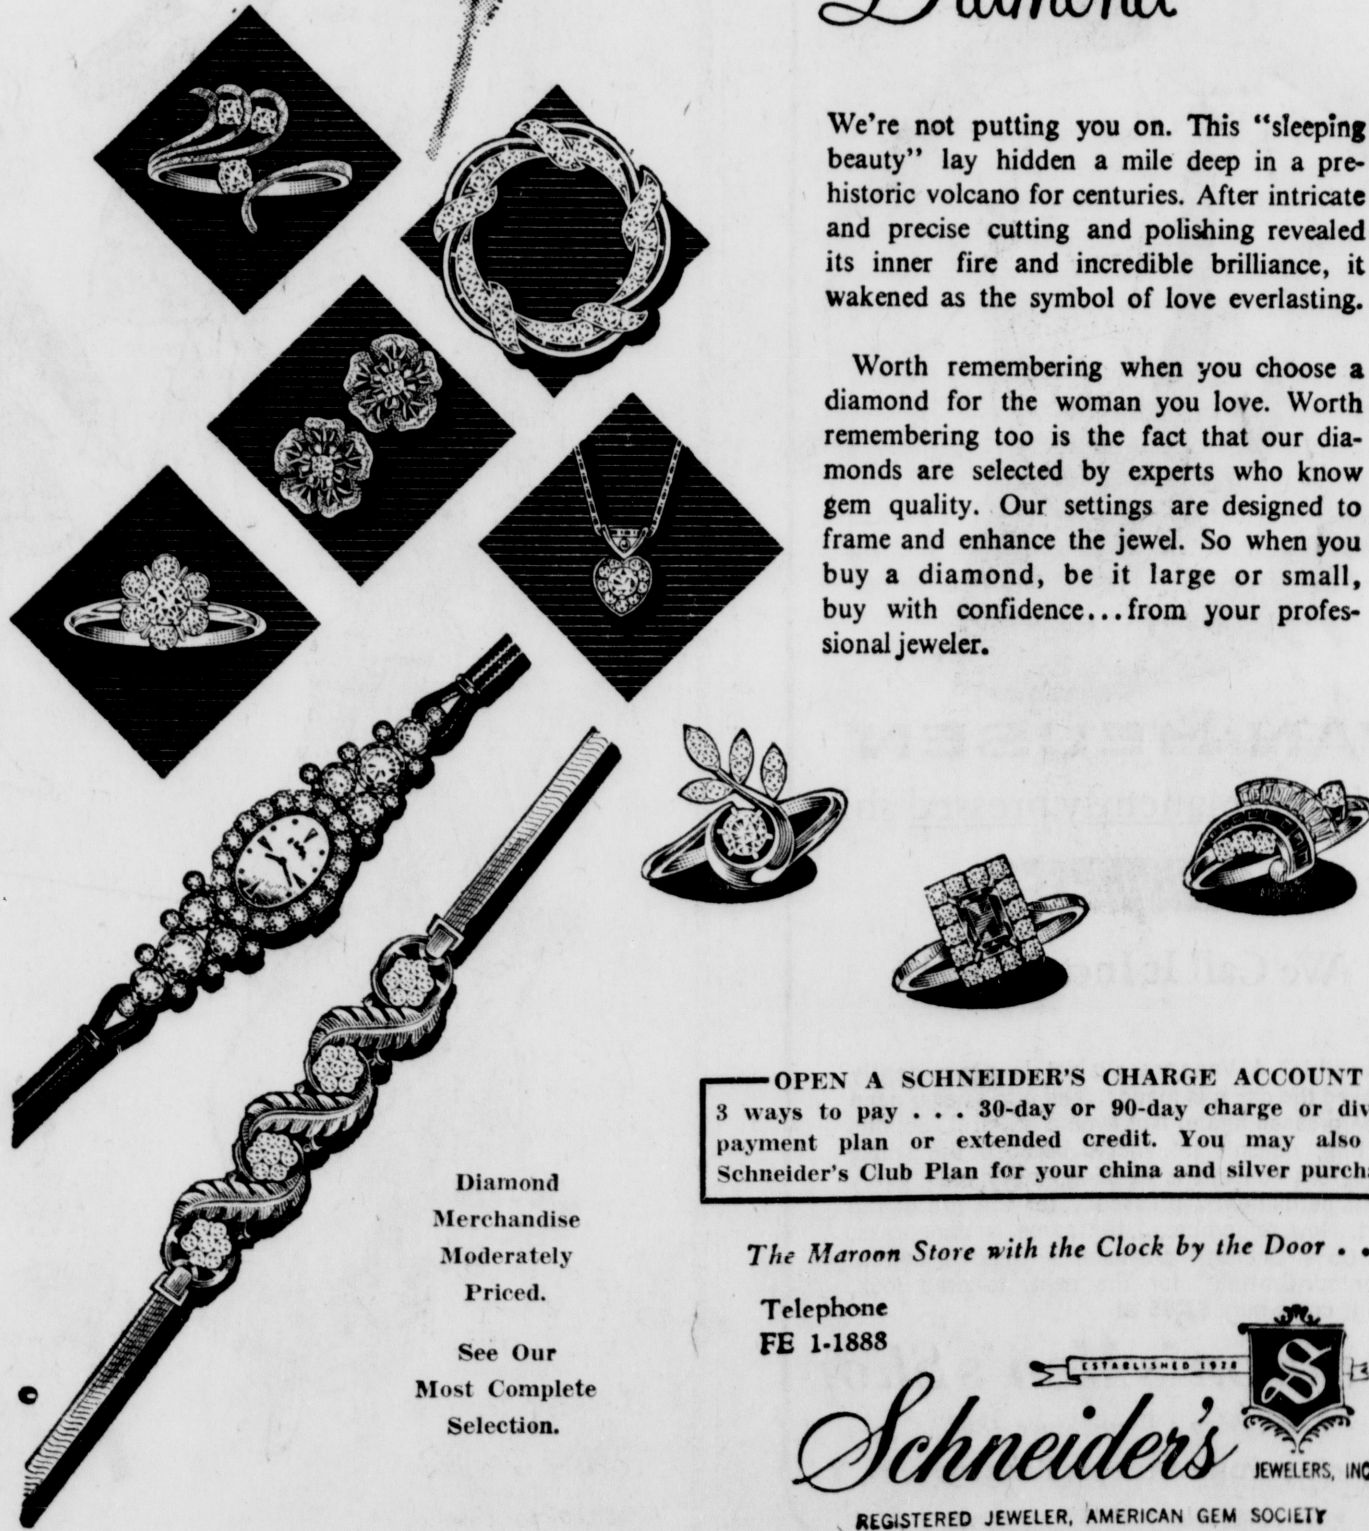 Diamond
We're not putting you on. This "sleeping
beauty" lay hidden a mile deep in a pre-
historic volcano for centuries. After intricate
and precise cutting and polishing revealed
its inner fire and incredible brilliance, it
wakened as the symbol of love everlasting.
Worth remembering when you choose a
diamond for the woman you love. Worth
remembering too is the fact that our dia-
monds are selected by experts who know
gem quality. Our settings are designed to
frame and enhance the jewel. So when you
buy a diamond, be it large or small,
buy with confidence...from your profes-
sional jeweler.
OPEN A SCHNEIDER'S CHARGE ACCOUNT
3 ways to pay . . . 30-day or 90-day charge or div
payment plan or extended credit. You may also
Schneider's Club Plan for your china and silver purch
Diamond
Merchandise
Moderately
Priced.
See Our
Most Complete
Selection.
The Maroon Store with the Clock by the Door . .
Telephone
FE 1-1888
ESTABLISHED 1928
S
Schneider's
JEWELERS, INC
REGISTERED JEWELER, AMERICAN GEM SOCIETY